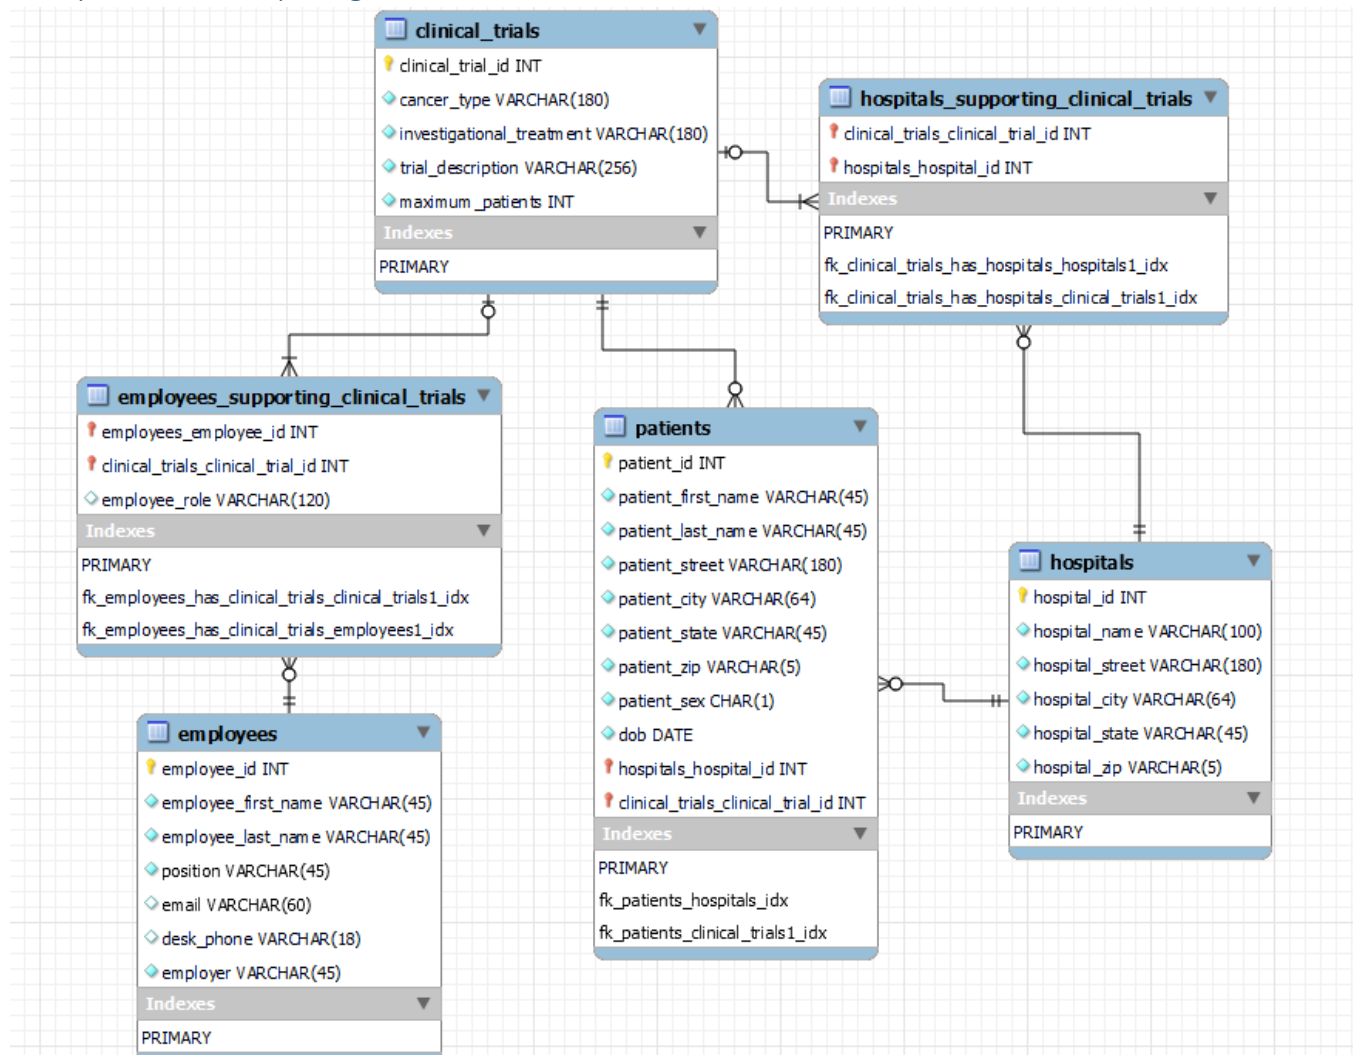 clinical_trials
clinical_trial_id INT
cancer_type VARCHAR(180)
investigational_treatment VARCHAR(180)
trial_description VARCHAR(256)
maximum_patients INT
Indexes
PRIMARY
hospitals_supporting_clinical_trials
clinical_trials_clinical_trial_id INT
hospitals_hospital_id INT
Indexes
PRIMARY
fk_clinical_trials_has_hospitals_hospitals1_idx
fk_clinical_trials_has_hospitals_clinical_trials1_idx
employees_supporting_clinical_trials
employees_employee_id INT
clinical_trials_clinical_trial_id INT
employee_role VARCHAR(120)
Indexes
PRIMARY
fk_employees_has_clinical_trials_clinical_trials1_idx
fk_employees_has_clinical_trials_employees1_idx
patients
patient_id INT
patient_first_name VARCHAR(45)
patient_last_name VARCHAR(45)
patient_street VARCHAR(180)
patient_city VARCHAR(64)
patient_state VARCHAR(45)
patient_zip VARCHAR(5)
patient_sex CHAR(1)
dob DATE
hospitals_hospital_id INT
clinical_trials_clinical_trial_id INT
Indexes
PRIMARY
fk_patients_hospitals_idx
fk_patients_clinical_trials1_idx
hospitals
hospital_id INT
hospital_name VARCHAR(100)
hospital_street VARCHAR(180)
hospital_city VARCHAR(64)
hospital_state VARCHAR(45)
hospital_zip VARCHAR(5)
Indexes
PRIMARY
employees
employee_id INT
employee_first_name VARCHAR(45)
employee_last_name VARCHAR(45)
position VARCHAR(45)
email VARCHAR(60)
desk_phone VARCHAR(18)
employer VARCHAR(45)
Indexes
PRIMARY